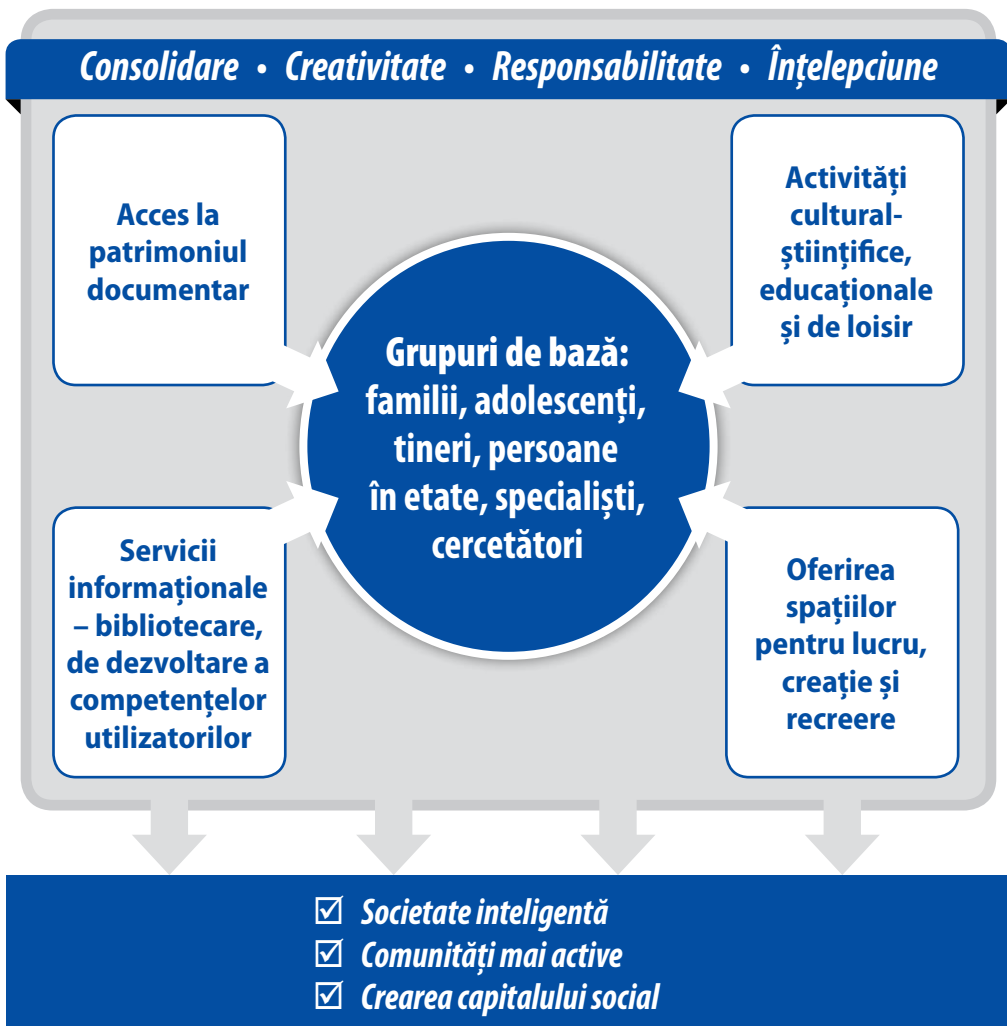 Consolidare • Creativitate • Responsabilitate • Înțelepciune
Acces la
patrimoniul
documentar
Activități
cultural-
științifice,
educaționale
și de loisir
Grupuri de bază:
familii, adolescenți,
tineri, persoane
în etate, specialiști,
cercetători
Servicii
informaționale
– bibliotecare,
de dezvoltare a
competențelor
utilizatorilor
Oferirea
spațiilor
pentru lucru,
creație și
recreere
☑ Societate inteligentă
☑ Comunități mai active
☑ Crearea capitalului social